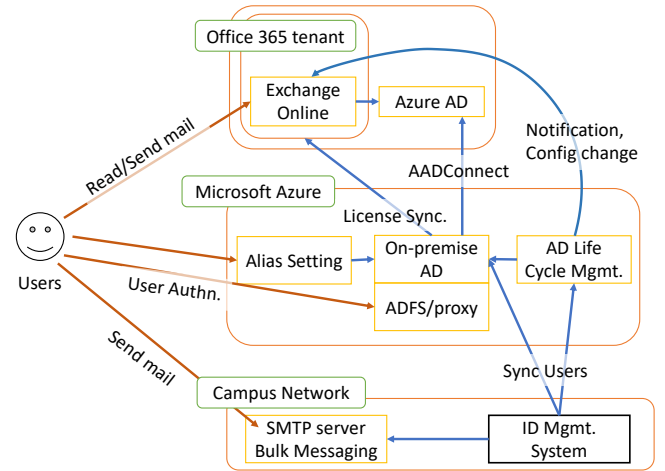 Office 365 tenant
Exchange
Online
Azure AD
Notification,
Config change
Read/Send mail
AADConnect
Microsoft Azure
License Sync.
Users
Alias Setting
On-premise
AD
AD Life
Cycle Mgmt.
User Authn.
ADFS/proxy
Send mail
Sync Users
Campus Network
SMTP server
Bulk Messaging
ID Mgmt.
System